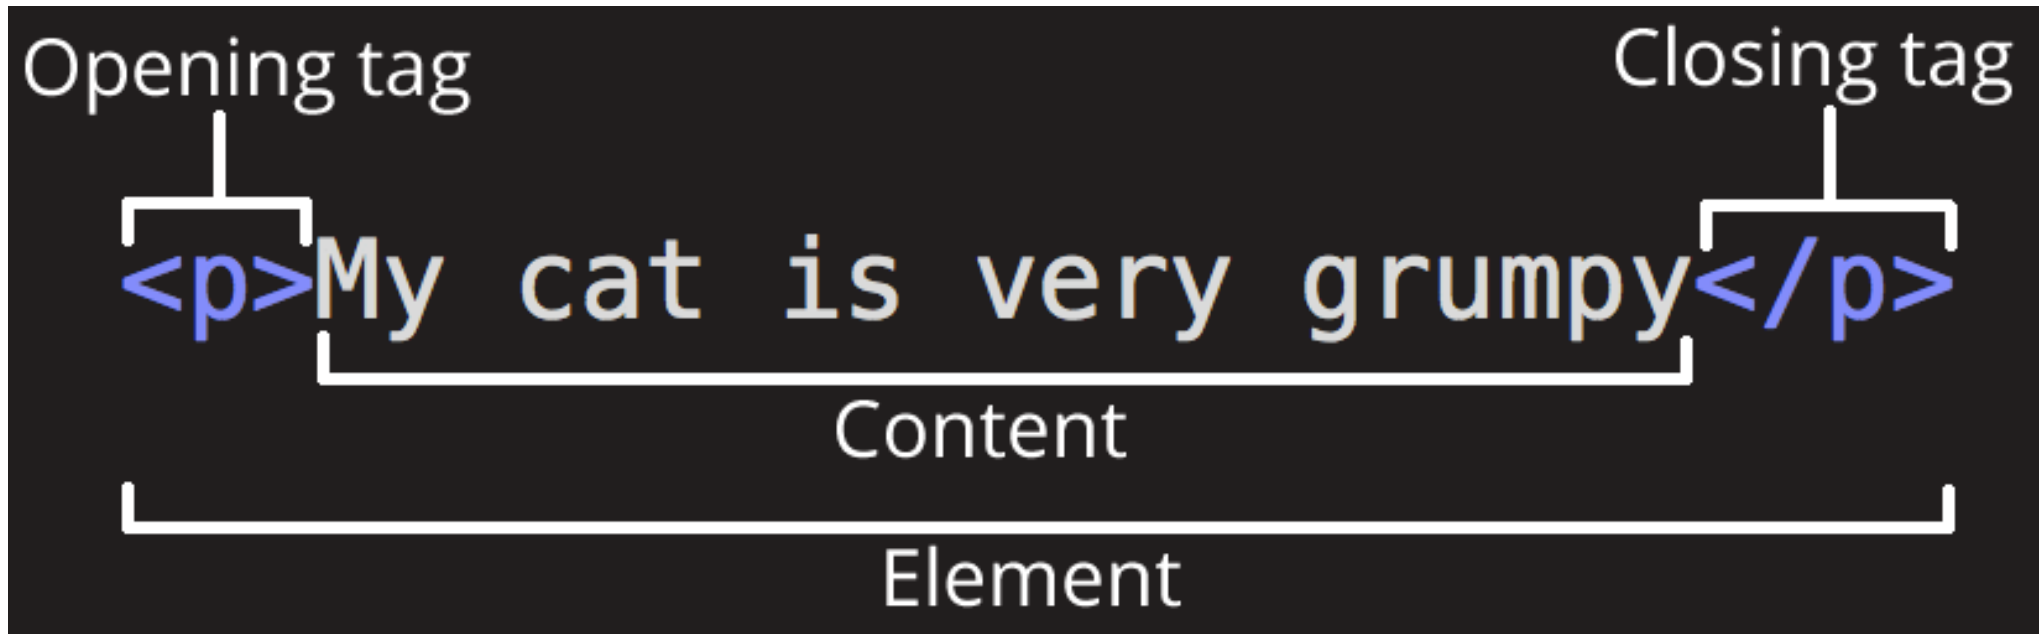 Opening tag
Closing tag
<p>My cat is very grumpy</p>
Content
Element